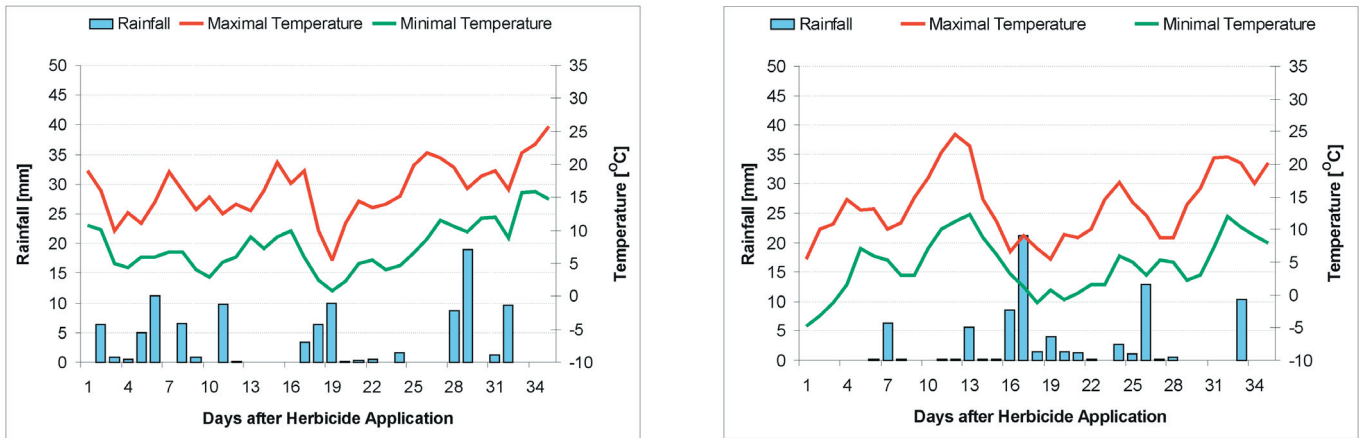 Rainfall Maximal Temperature Minimal Temperature
50 35
45 30
40 25
35 20
30 15
25 10
20 5
15 0
10 -5
5 -10
0
Rainfall [mm]
Temperature [°C]
1 4 7 10 13 16 19 22 25 28 31 34
Days after Herbicide Application
Rainfall Maximal Temperature Minimal Temperature
50 35
45 30
40 25
35 20
30 15
25 10
20 5
15 0
10 -5
5 -10
0
Rainfall [mm]
Temperature [°C]
1 4 7 10 13 16 19 22 25 28 31 34
Days after Herbicide Application